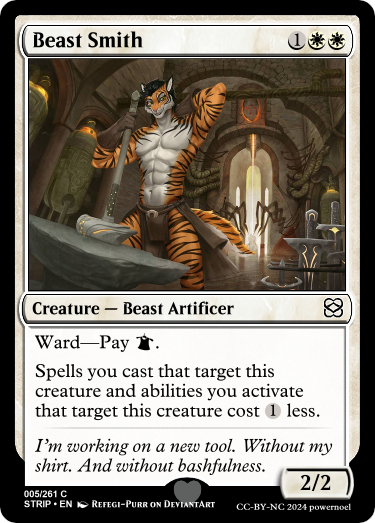 Beast Smith 1
Creature — Beast Artificer
Ward—Pay .
Spells you cast that target this
creature and abilities you activate
that target this creature cost 1 less.
I'm working on a new tool. Without my
shirt. And without bashfulness.
2/2
005/261 C
STRIP • EN Refegi-Purr on DeviantArt
CC-BY-NC 2024 powernoel